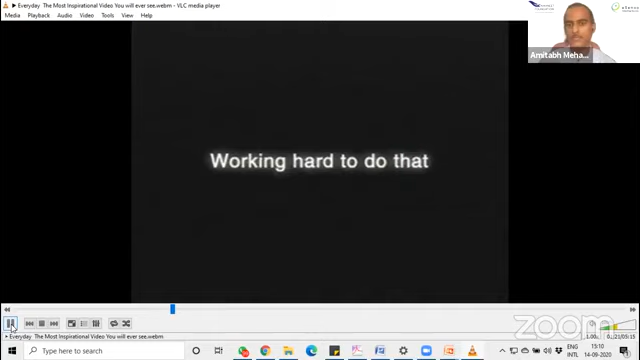 Everyday The Most Inspirational Video You will ever see.webm - VLC media player
Media Playback Audio Video Tools View Help
Amitabh Meha...
Working hard to do that
Everyday The Most Inspirational Video You will ever see.webm
1.00x
zoom
Type here to search
ENG
15:10
14-09-2020